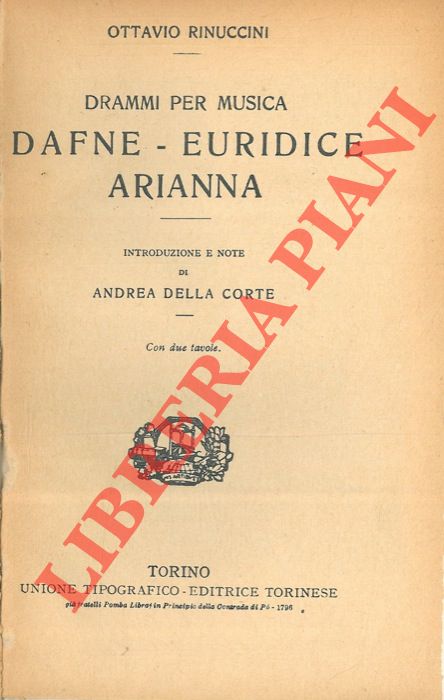 OTTAVIO RINUCCINI
DRAMMI PER MUSICA
DAFNE - EURIDICE
ARIANNA
INTRODUZIONE E NOTE
DI
ANDREA DELLA CORTE
Con due tavole.
TORINO
UNIONE TIPOGRAFICO - EDITRICE TORINESE
già fratelli Pomba Librai in Principio della Contrada di Pò - 1796
LIBRERIA PIANI